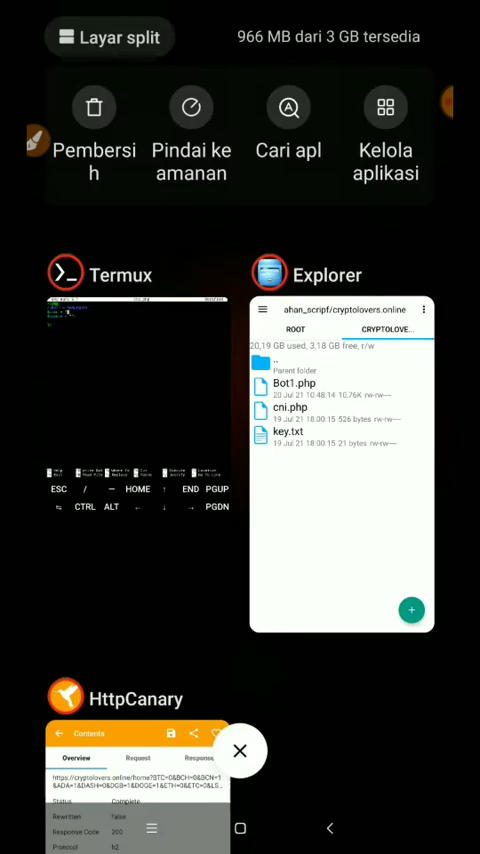 Layar split
966 MB dari 3 GB tersedia
Pembersi
h
Pindai ke
amanan
Cari apl
Kelola
aplikasi
Termux
ESC / — HOME ↑ END PGUP
⇆ CTRL ALT ← ↓ → PGDN
Explorer
ahan_scripf/cryptolovers.online
ROOT
CRYPTOLOVE...
20,19 GB used, 3,18 GB free, r/w
..
Parent folder
Bot1.php
20 Jul 21 10:48:14 10,76K rw-rw----
cni.php
19 Jul 21 18:00:15 526 bytes rw-rw----
key.txt
19 Jul 21 18:00:15 21 bytes rw-rw----
HttpCanary
Contents
Overview
Request
Response
https://cryptolovers.online/home?BTC=0&BCH=0&BCN=1
&ADA=1&DASH=0&DGB=1&DOGE=1&ETH=0&ETC=0&LS...
Status Complete
Rewritten false
Response Code 200
Protocol h2